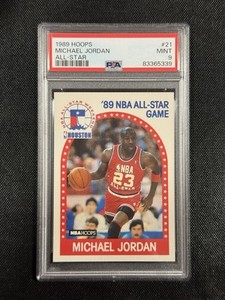 1989 HOOPS #21
MICHAEL JORDAN MINT
ALL-STAR 9
PSA 83365339
HOUSTON
'89 NBA ALL-STAR
GAME
NBA
23
NBA HOOPS
MICHAEL JORDAN